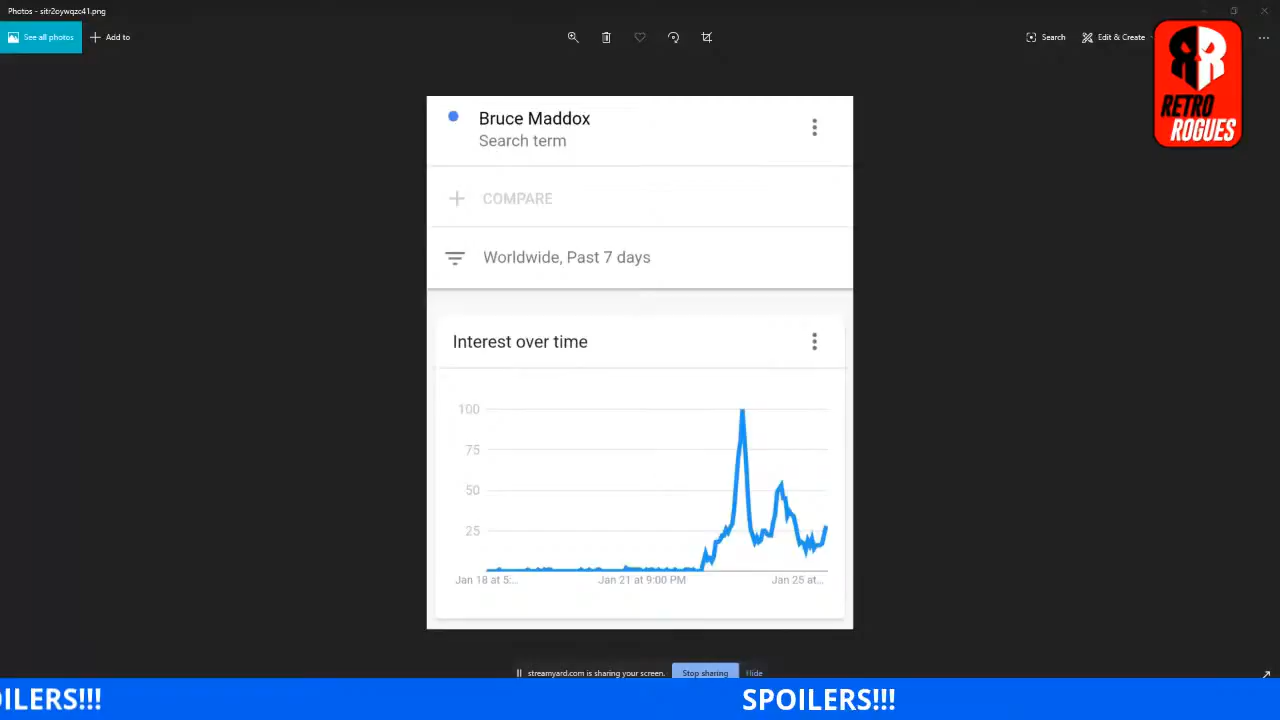 Photos - sitr2oywqzc41.png
See all photos
Add to
Search
Edit & Create
RETRO
ROGUES
Bruce Maddox
Search term
COMPARE
Worldwide, Past 7 days
Interest over time
100
75
50
25
Jan 18 at 5:...
Jan 21 at 9:00 PM
Jan 25 at...
streamyard.com is sharing your screen.
Stop sharing
Hide
OILERS!!!
SPOILERS!!!